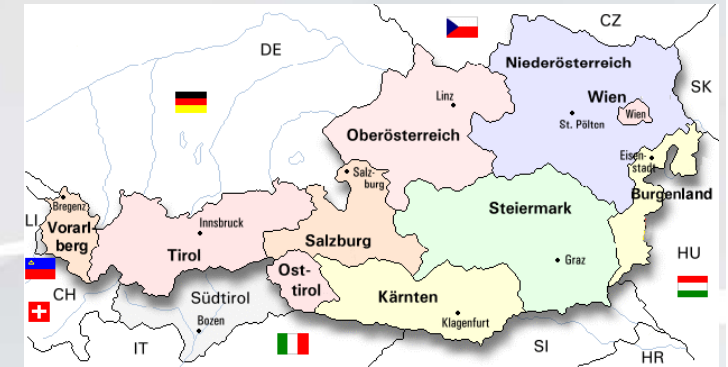 CZ
DE
Niederösterreich
SK
Linz
Wien
Wien
St. Pölten
Oberösterreich
Eisen-
stadt
Salz-
burg
Burgenland
Bregenz
Steiermark
LI
Vorarl-
berg
Innsbruck
Salzburg
Tirol
HU
Graz
Ost-
tirol
CH
Südtirol
Kärnten
Bozen
Klagenfurt
IT
SI
HR